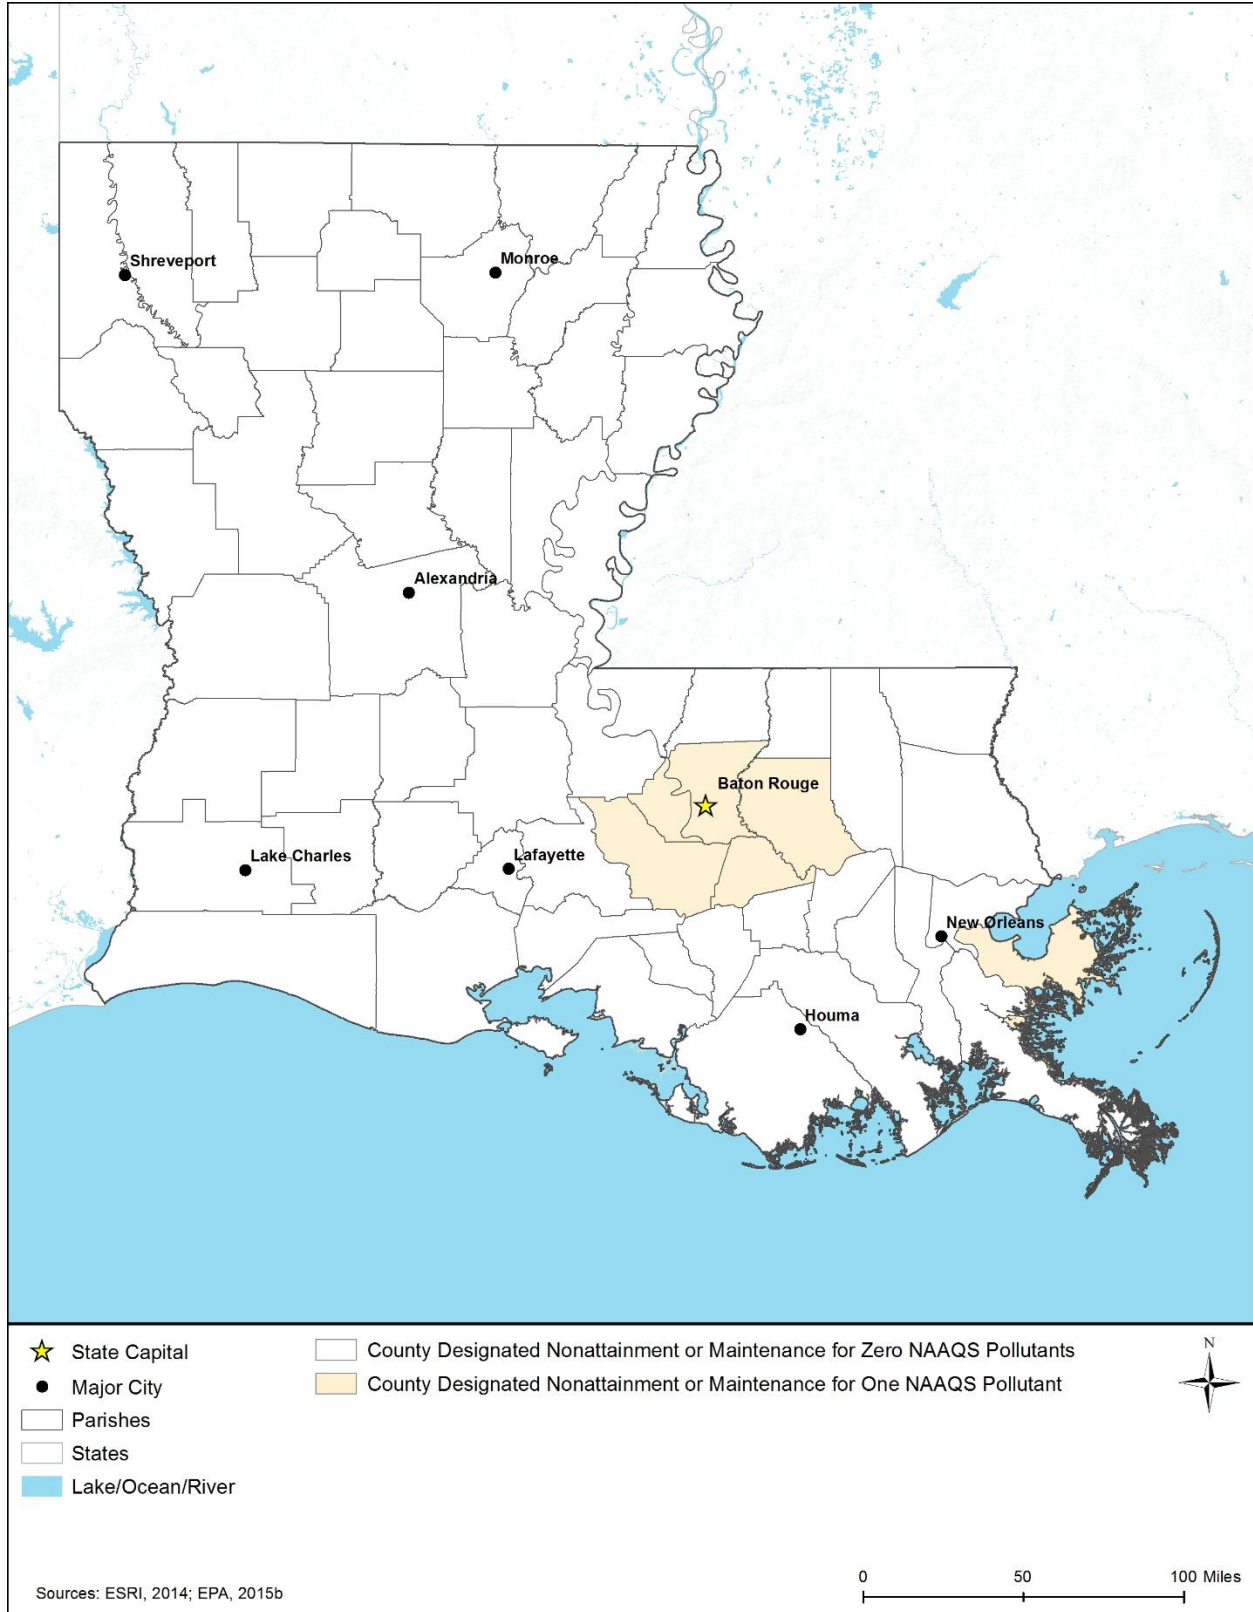 Shreveport
Monroe
Alexandria
Baton Rouge
Lake Charles
Lafayette
New Orleans
Houma
State Capital
Major City
Parishes
States
Lake/Ocean/River
County Designated Nonattainment or Maintenance for Zero NAAQS Pollutants
County Designated Nonattainment or Maintenance for One NAAQS Pollutant
N
Sources: ESRI, 2014; EPA, 2015b
0 50 100 Miles